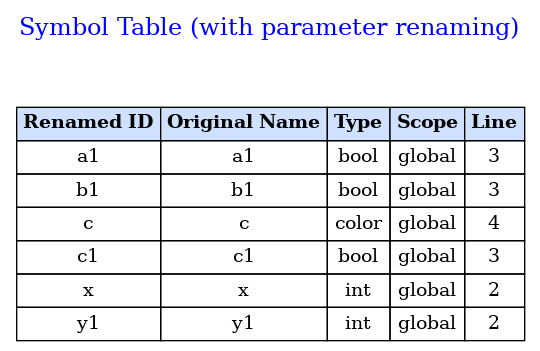 Symbol Table (with parameter renaming)
Renamed ID Original Name Type Scope Line
a1 a1 bool global 3
b1 b1 bool global 3
c c color global 4
c1 c1 bool global 3
x x int global 2
y1 y1 int global 2